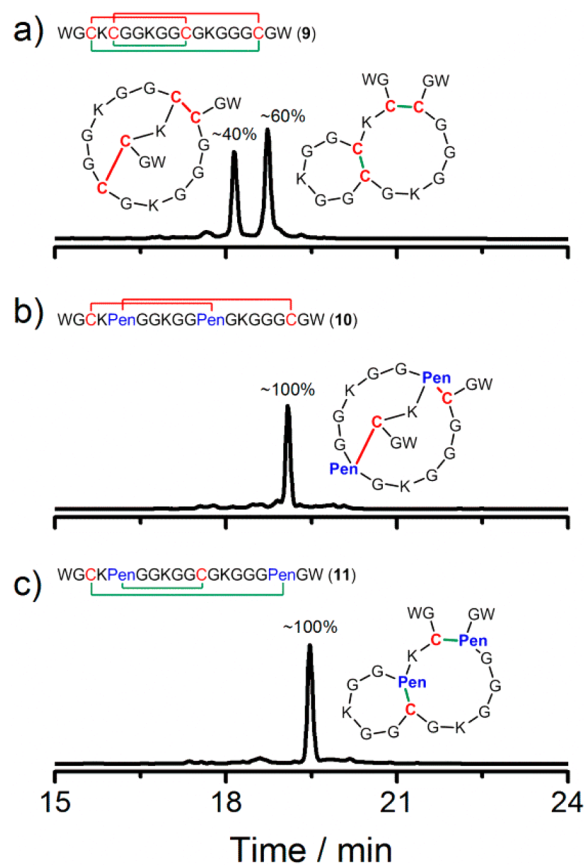 a) WGCKCGGKGGCGKGGGCGW (9)
~40% ~60%
K G G C C GW
G K G
G C GW G
C G K G G
WG GW
K C C G
G G C G
K G G C G K G G
b) WGCKPenGGKGGPenGKGGGCGW (10)
~100%
K G G Pen C GW
G K G
G C GW G
Pen G K G G
c) WGCKPenGGKGGCGKGGGPenGW (11)
~100%
WG GW
K C Pen G
G G Pen G
K G G C G K G G
15 18 21 24
Time / min